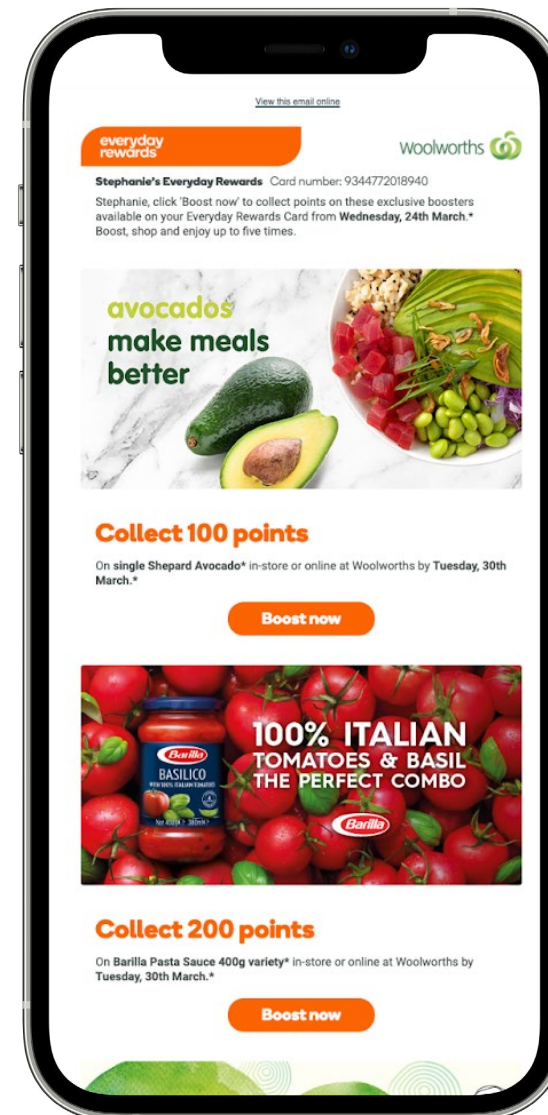 View this email online
everyday
rewards
Woolworths
Stephanie's Everyday Rewards Card number: 9344772018940
Stephanie, click 'Boost now' to collect points on these exclusive boosters
available on your Everyday Rewards Card from Wednesday, 24th March.*
Boost, shop and enjoy up to five times.
avocados
make meals
better
Collect 100 points
On single Shepard Avocado* in-store or online at Woolworths by Tuesday, 30th
March.*
Boost now
Barilla
BASILICO
WITH 100% ITALIAN TOMATOES
100% ITALIAN
TOMATOES & BASIL
THE PERFECT COMBO
Barilla
Collect 200 points
On Barilla Pasta Sauce 400g variety* in-store or online at Woolworths by
Tuesday, 30th March.*
Boost now